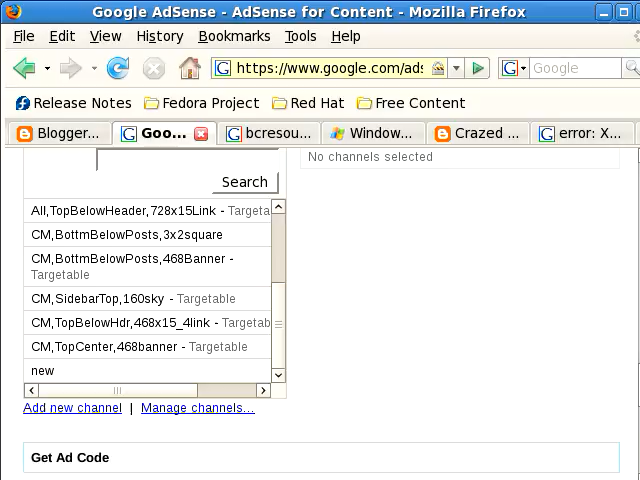 Google AdSense - AdSense for Content - Mozilla Firefox
File Edit View History Bookmarks Tools Help
https://www.google.com/ads
G Google
Release Notes Fedora Project Red Hat Free Content
Blogger... Goo... bcresou... Window... Crazed ... error: X...
No channels selected
Search
All,TopBelowHeader,728x15Link - Targeta
CM,BottmBelowPosts,3x2square
CM,BottmBelowPosts,468Banner -
Targetable
CM,SidebarTop,160sky - Targetable
CM,TopBelowHdr,468x15_4link - Targetab
CM,TopCenter,468banner - Targetable
new
Add new channel | Manage channels...
Get Ad Code